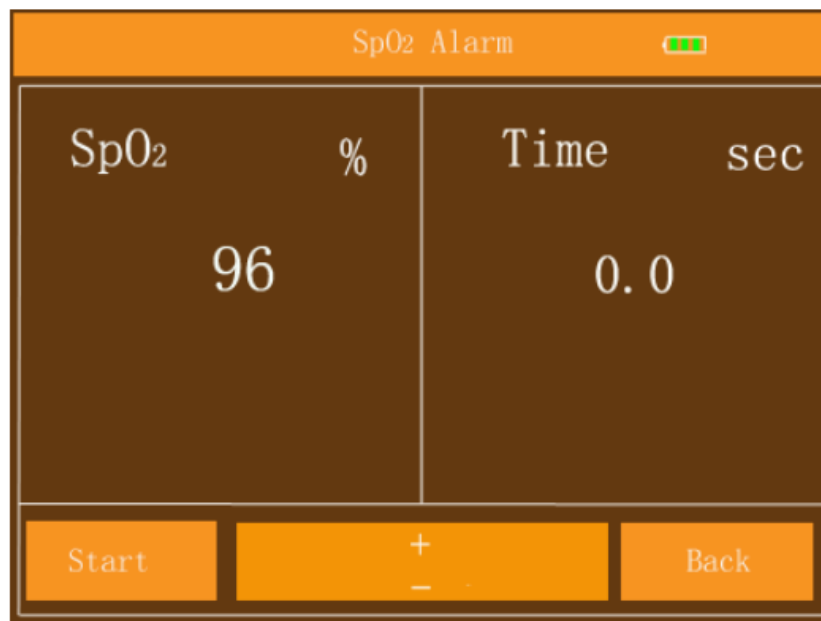 SpO₂ Alarm
SpO₂ %
Time sec
96
0.0
Start
+
−
Back